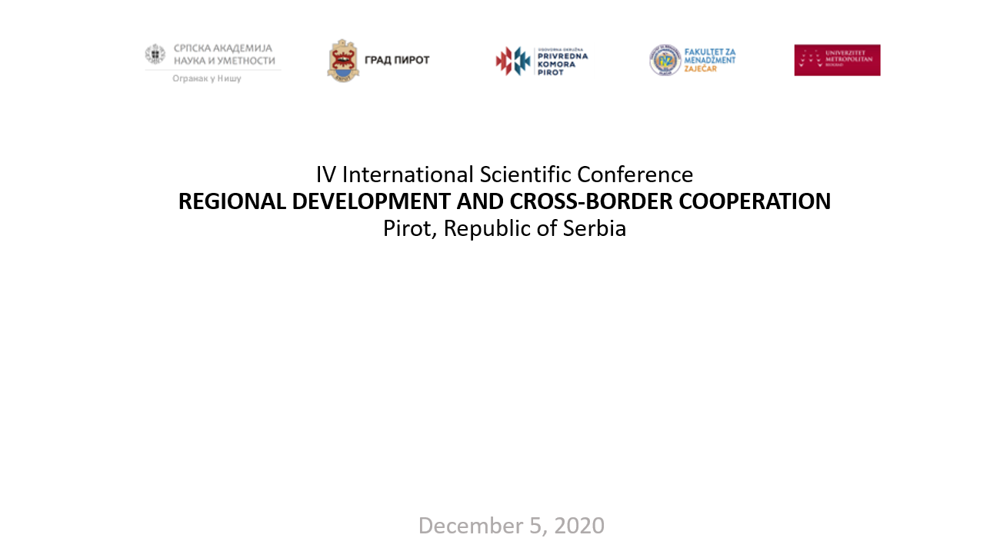 СРПСКА АКАДЕМИЈА
НАУКА И УМЕТНОСТИ
Огранак у Нишу
ГРАД ПИРОТ
PRIVREDNA
KOMORA
PIROT
FAKULTET ZA
MENADŽMENT
ZAJEČAR
UNIVERZITET
METROPOLITAN
BEOGRAD
IV International Scientific Conference
REGIONAL DEVELOPMENT AND CROSS-BORDER COOPERATION
Pirot, Republic of Serbia
December 5, 2020